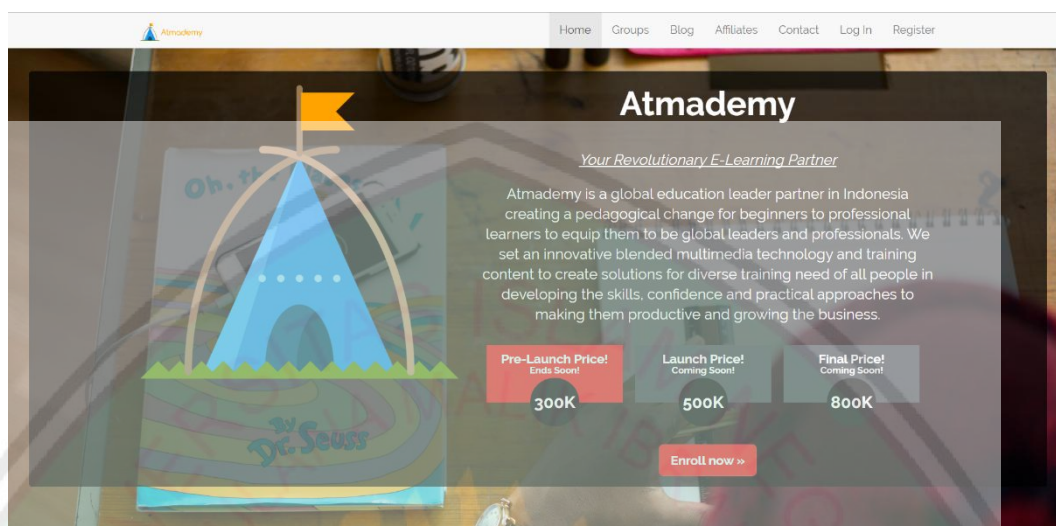 Atmademy
Home Groups Blog Affiliates Contact Log In Register
Atmademy
Your Revolutionary E-Learning Partner
Atmademy is a global education leader partner in Indonesia
creating a pedagogical change for beginners to professional
learners to equip them to be global leaders and professionals. We
set an innovative blended multimedia technology and training
content to create solutions for diverse training need of all people in
developing the skills, confidence and practical approaches to
making them productive and growing the business.
Pre-Launch Price!
Ends Soon!
300K
Launch Price!
Coming Soon!
500K
Final Price!
Coming Soon!
800K
Enroll now »
Oh, the
By
Dr. Seuss